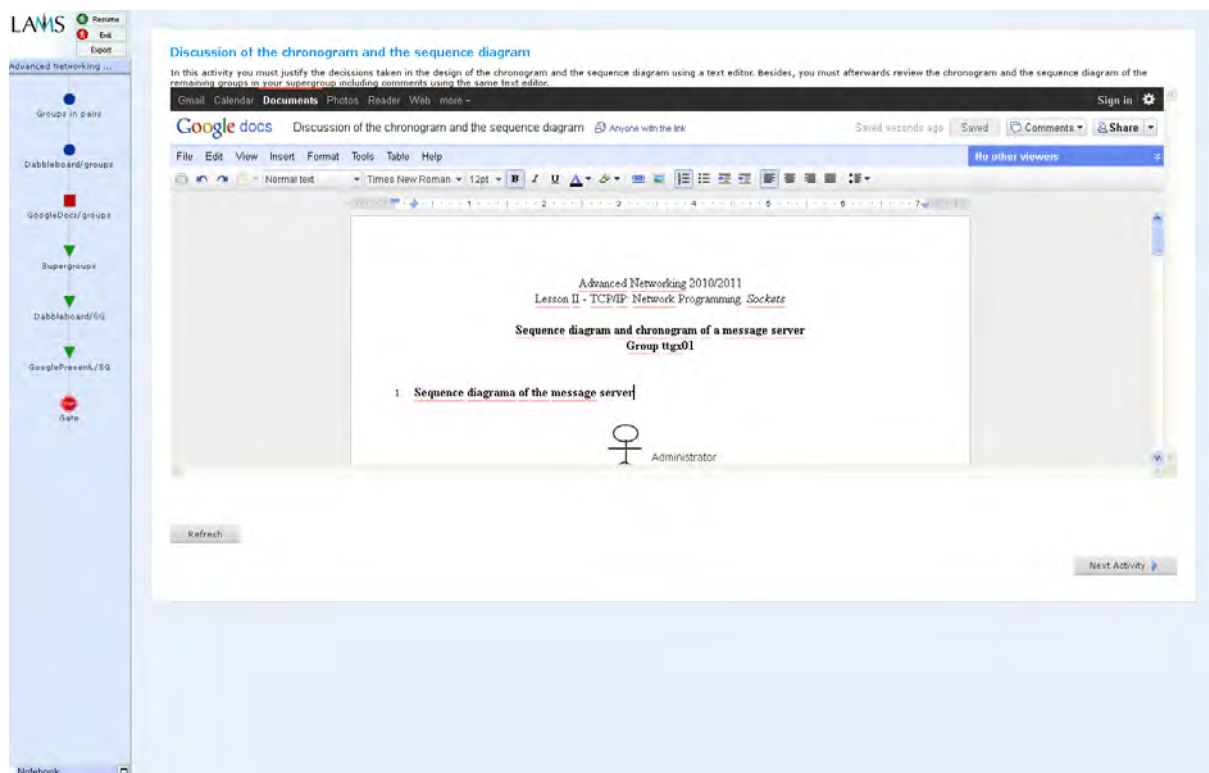 LAMS
Resume
Exit
Export
Advanced Networking ...
Groups in pairs
Dabbleboard/groups
GoogleDocs/groups
Supergroups
Dabbleboard/SG
GooglePresent./SG
STOP
Gate
Notebook
Discussion of the chronogram and the sequence diagram
In this activity you must justify the decissions taken in the design of the chronogram and the sequence diagram using a text editor. Besides, you must afterwards review the chronogram and the sequence diagram of the
remaining groups in your supergroup including comments using the same text editor.
Gmail Calendar Documents Photos Reader Web more
Sign in
Google docs Discussion of the chronogram and the sequence diagram Anyone with the link Saved seconds ago Saved Comments Share
File Edit View Insert Format Tools Table Help No other viewers
Normal text Times New Roman 12pt B I U A
1 2 3 4 5 6 7
Advanced Networking 2010/2011
Lesson II - TCP/IP: Network Programming. Sockets
Sequence diagram and chronogram of a message server
Group ttgx01
1. Sequence diagrama of the message server
Administrator
Refresh
Next Activity